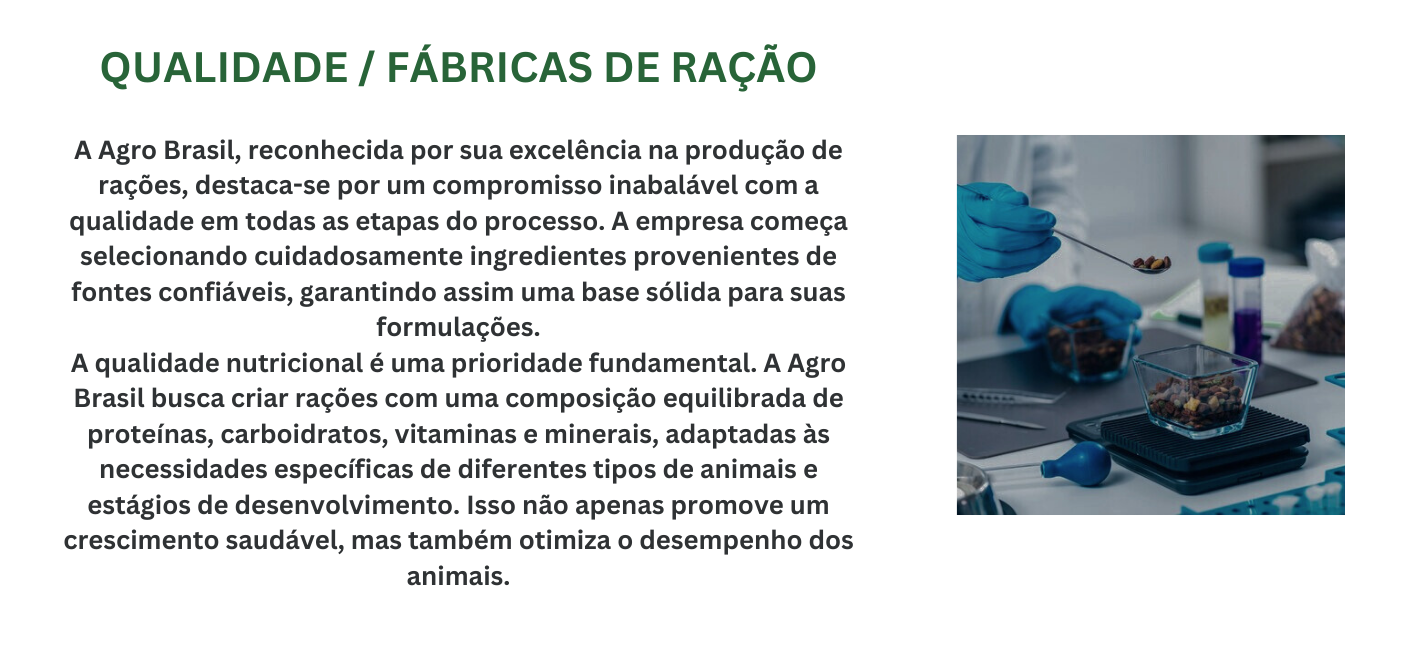 QUALIDADE / FÁBRICAS DE RAÇÃO
A Agro Brasil, reconhecida por sua excelência na produção de
rações, destaca-se por um compromisso inabalável com a
qualidade em todas as etapas do processo. A empresa começa
selecionando cuidadosamente ingredientes provenientes de
fontes confiáveis, garantindo assim uma base sólida para suas
formulações.
A qualidade nutricional é uma prioridade fundamental. A Agro
Brasil busca criar rações com uma composição equilibrada de
proteínas, carboidratos, vitaminas e minerais, adaptadas às
necessidades específicas de diferentes tipos de animais e
estágios de desenvolvimento. Isso não apenas promove um
crescimento saudável, mas também otimiza o desempenho dos
animais.